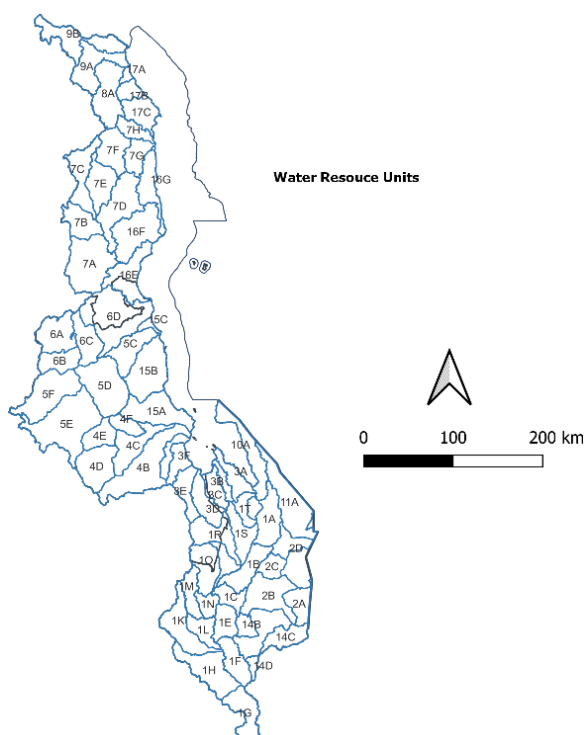 9B
9A
17A
8A
17B
17C
7H
7F
7G
7C
7E
16G
Water Resouce Units
7D
7B
16F
7A
16E
6D
5C
6A
6C
5C
6B
15B
5F
5D
15A
4F
5E
4E
4C
10A
4D
4B
3F
3A
3B
3E
3C
3D
1T
11A
1A
1R
1S
2D
1Q
1B
2C
1M
1C
2B
1N
2A
1K
1L
1E
14B
14C
1F
14D
1H
1G
0
100
200 km